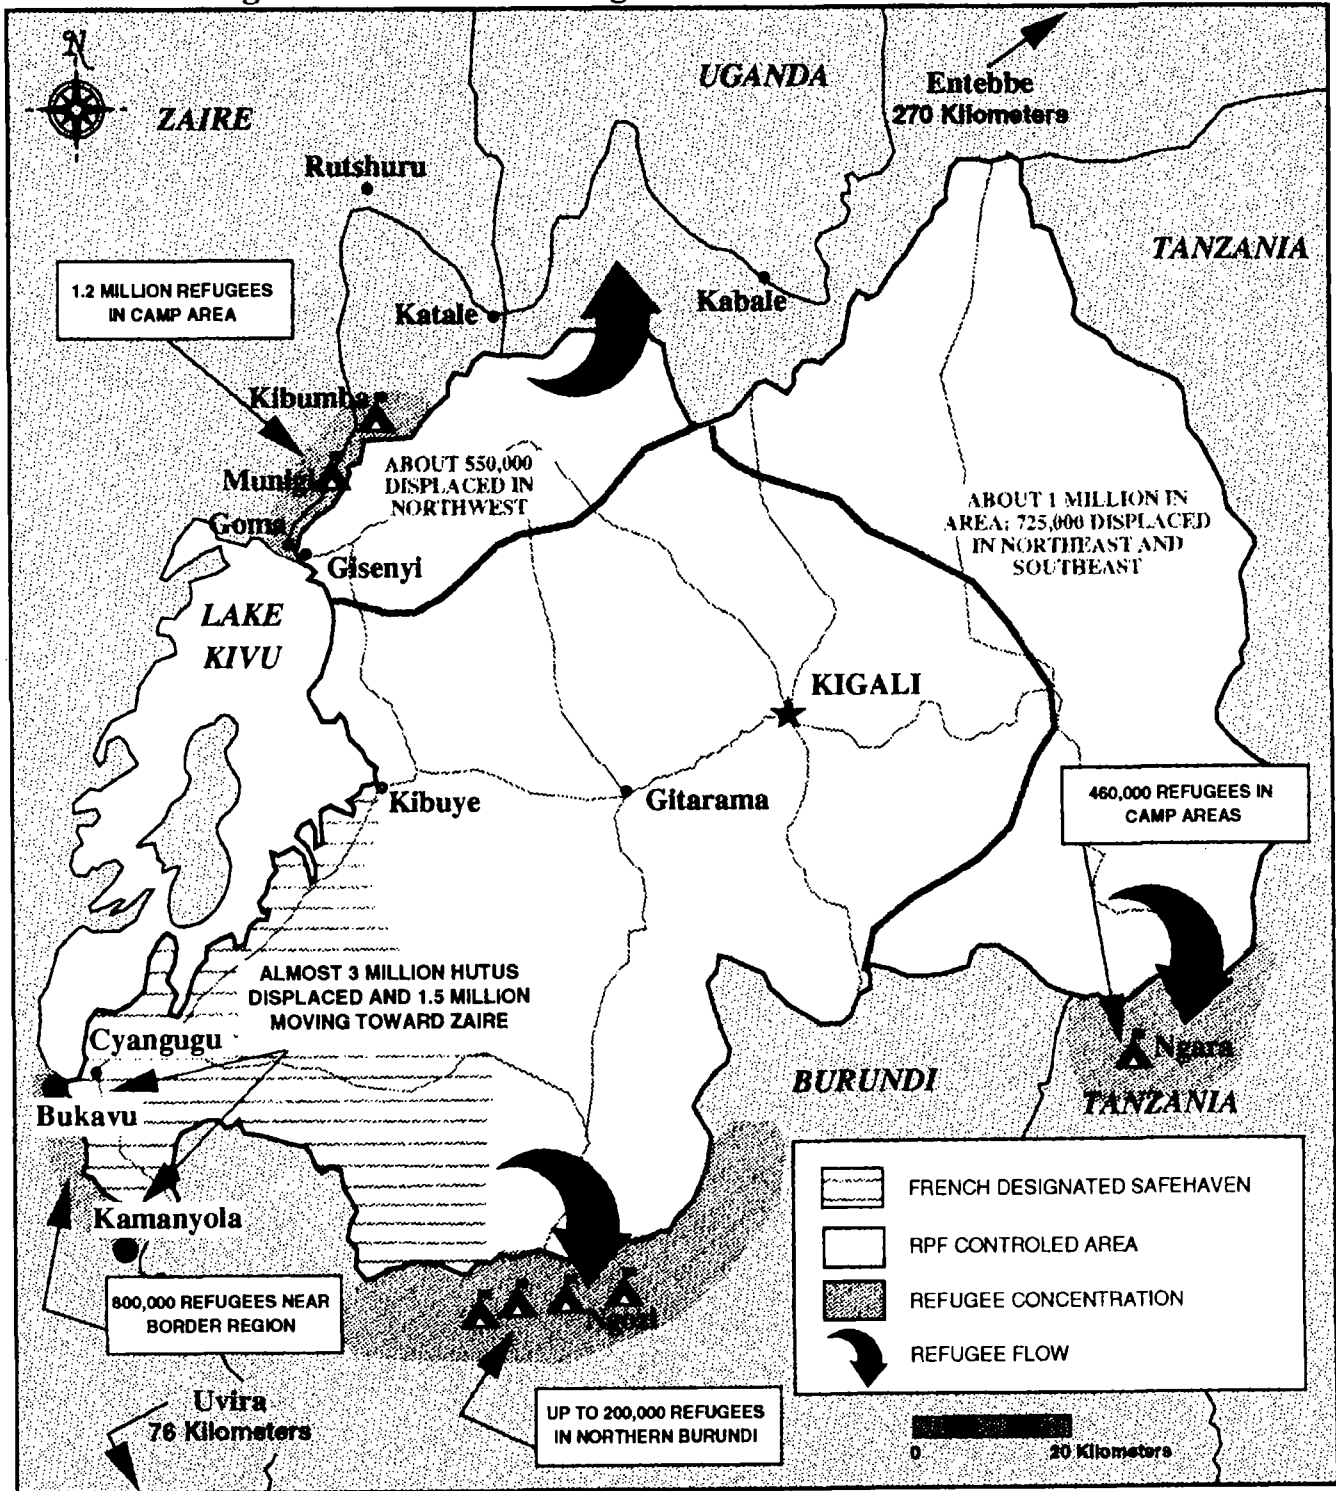 N
ZAIRE
UGANDA
Entebbe
270 Kilometers
Rutshuru
TANZANIA
1.2 MILLION REFUGEES
IN CAMP AREA
Katale
Kabale
Kibumba
Munigi
ABOUT 550,000
DISPLACED IN
NORTHWEST
ABOUT 1 MILLION IN
AREA; 725,000 DISPLACED
IN NORTHEAST AND
SOUTHEAST
Goma
Gisenyi
LAKE
KIVU
KIGALI
Kibuye
Gitarama
460,000 REFUGEES IN
CAMP AREAS
ALMOST 3 MILLION HUTUS
DISPLACED AND 1.5 MILLION
MOVING TOWARD ZAIRE
Cyangugu
Bukavu
Ngara
BURUNDI
TANZANIA
Kamanyola
FRENCH DESIGNATED SAFEHAVEN
RPF CONTROLED AREA
REFUGEE CONCENTRATION
REFUGEE FLOW
800,000 REFUGEES NEAR
BORDER REGION
Ngozi
Uvira
76 Kilometers
UP TO 200,000 REFUGEES
IN NORTHERN BURUNDI
0 20 Kilometers